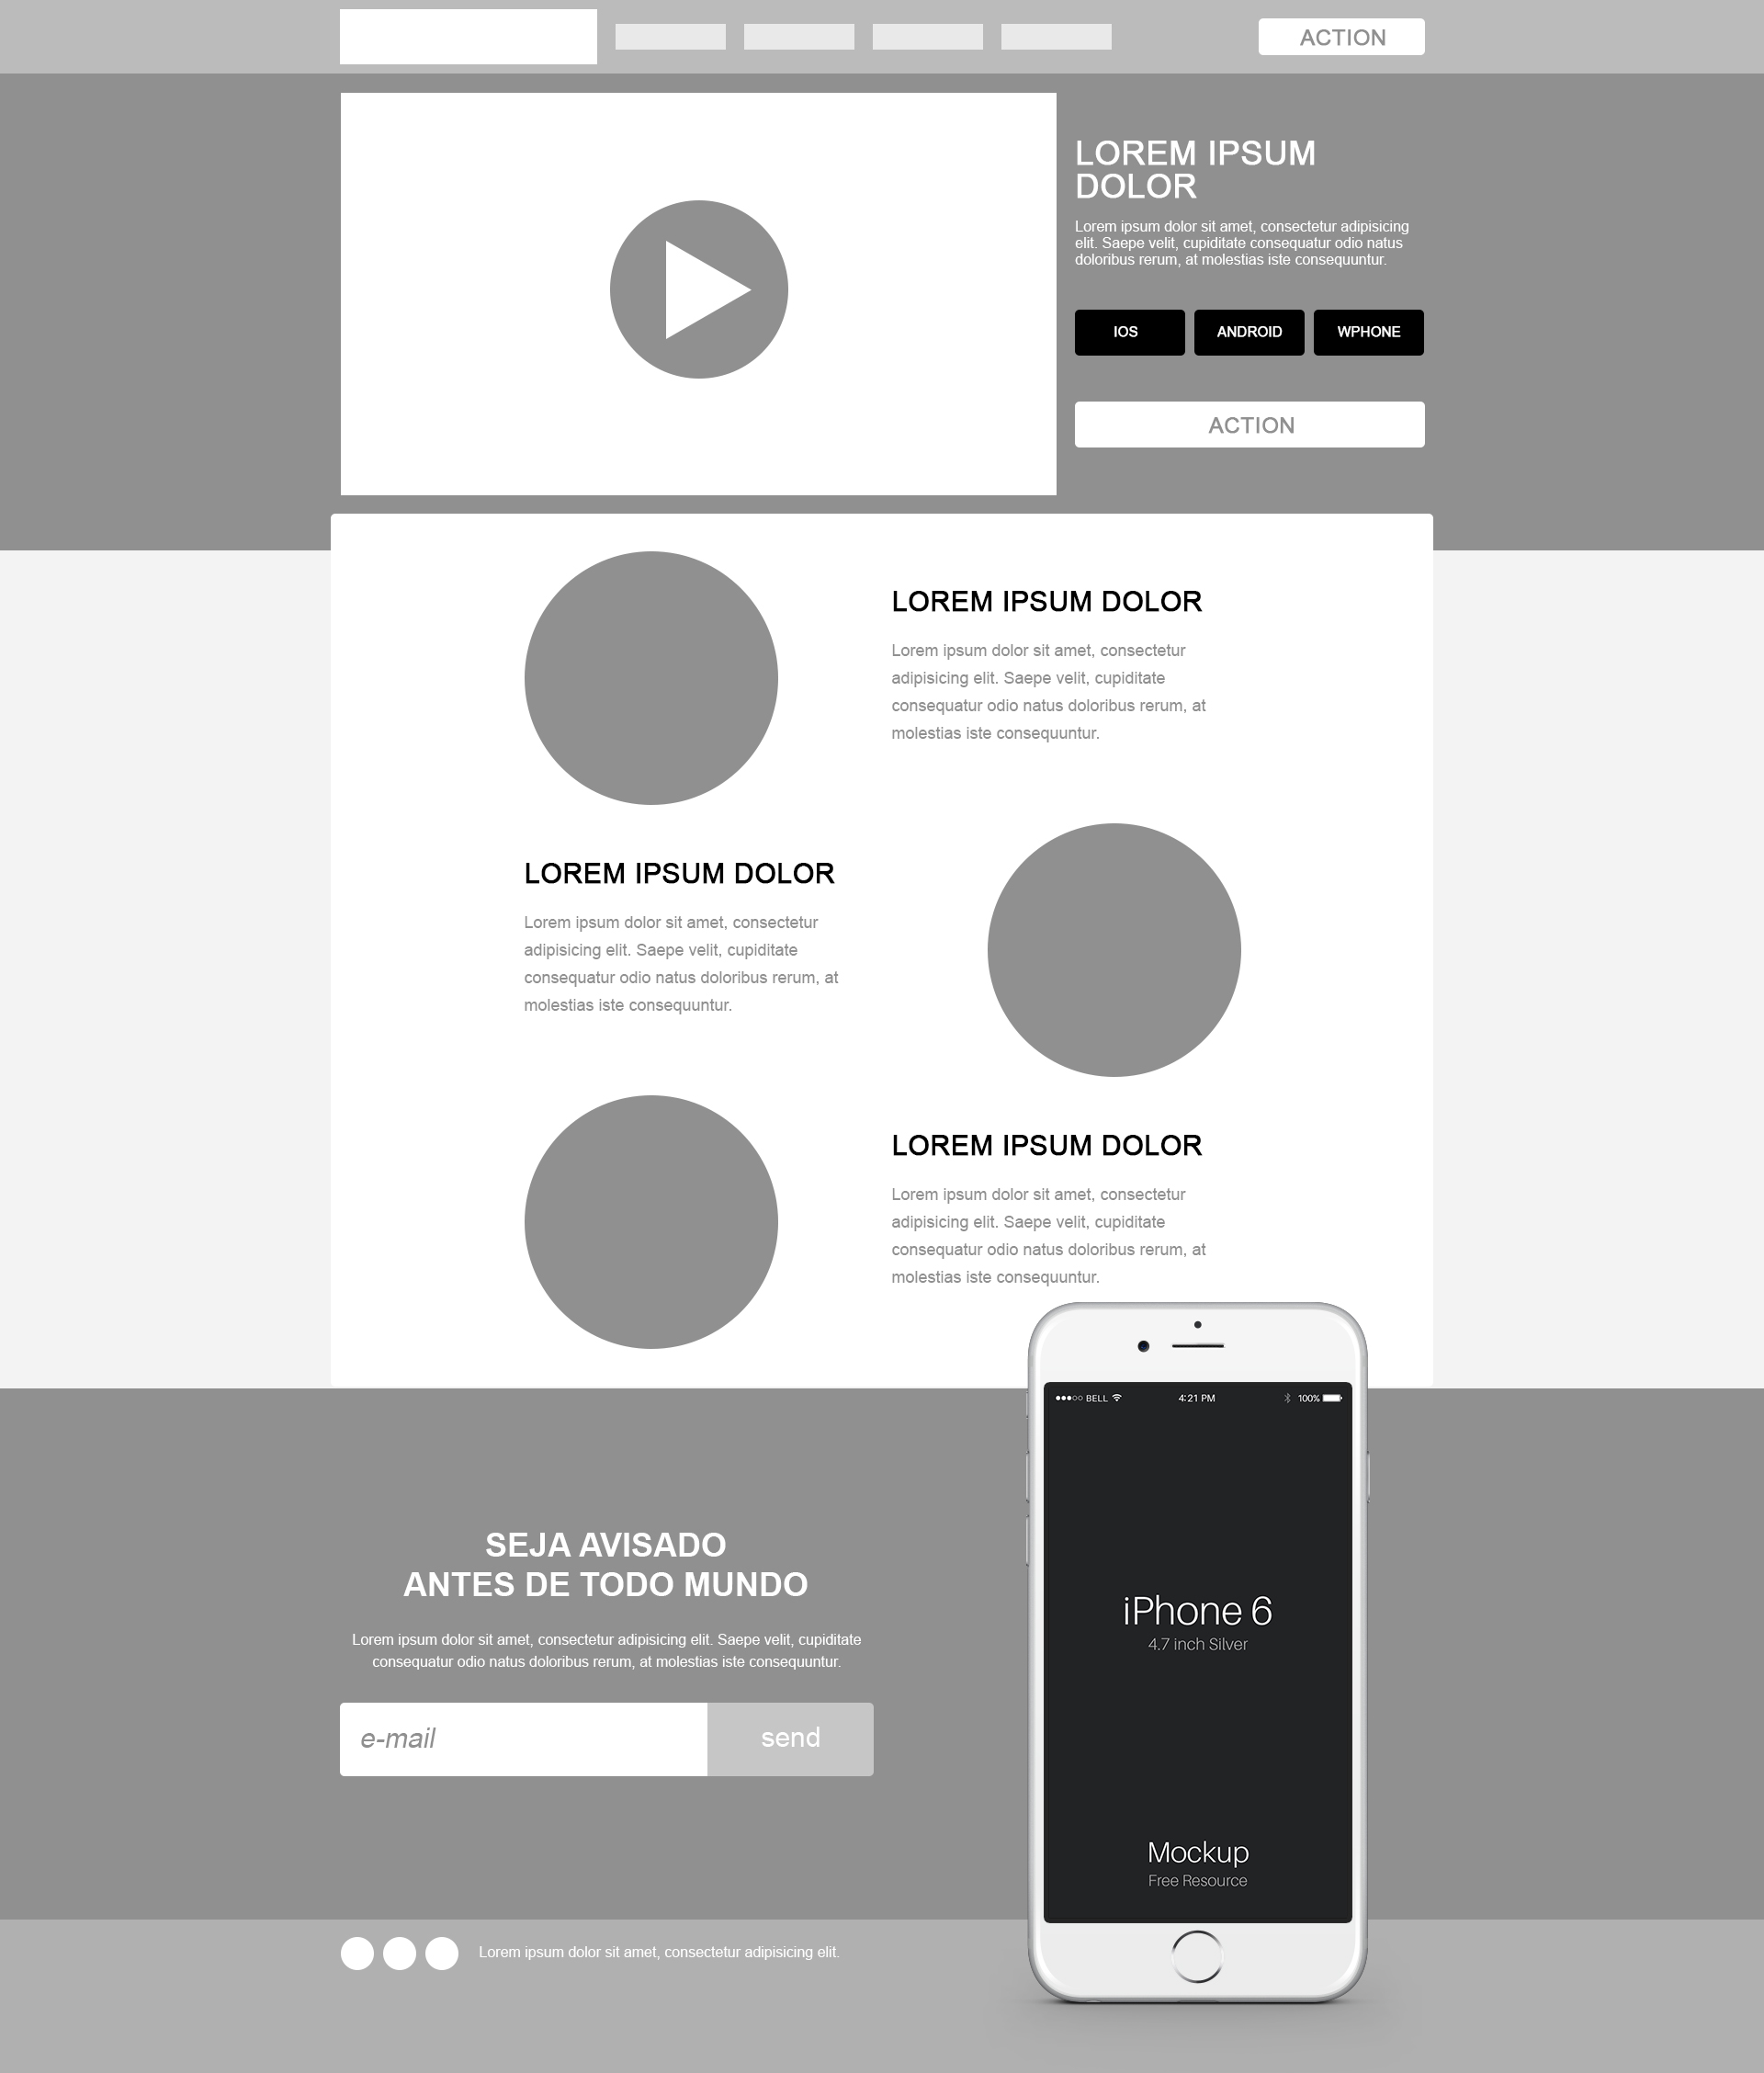 ACTION
LOREM IPSUM
DOLOR
Lorem ipsum dolor sit amet, consectetur adipisicing
elit. Saepe velit, cupiditate consequatur odio natus
doloribus rerum, at molestias iste consequuntur.
IOS
ANDROID
WPHONE
ACTION
LOREM IPSUM DOLOR
Lorem ipsum dolor sit amet, consectetur
adipisicing elit. Saepe velit, cupiditate
consequatur odio natus doloribus rerum, at
molestias iste consequuntur.
LOREM IPSUM DOLOR
Lorem ipsum dolor sit amet, consectetur
adipisicing elit. Saepe velit, cupiditate
consequatur odio natus doloribus rerum, at
molestias iste consequuntur.
LOREM IPSUM DOLOR
Lorem ipsum dolor sit amet, consectetur
adipisicing elit. Saepe velit, cupiditate
consequatur odio natus doloribus rerum, at
molestias iste consequuntur.
BELL 4:21 PM 100%
iPhone 6
4.7 inch Silver
Mockup
Free Resource
SEJA AVISADO
ANTES DE TODO MUNDO
Lorem ipsum dolor sit amet, consectetur adipisicing elit. Saepe velit, cupiditate
consequatur odio natus doloribus rerum, at molestias iste consequuntur.
e-mail
send
Lorem ipsum dolor sit amet, consectetur adipisicing elit.